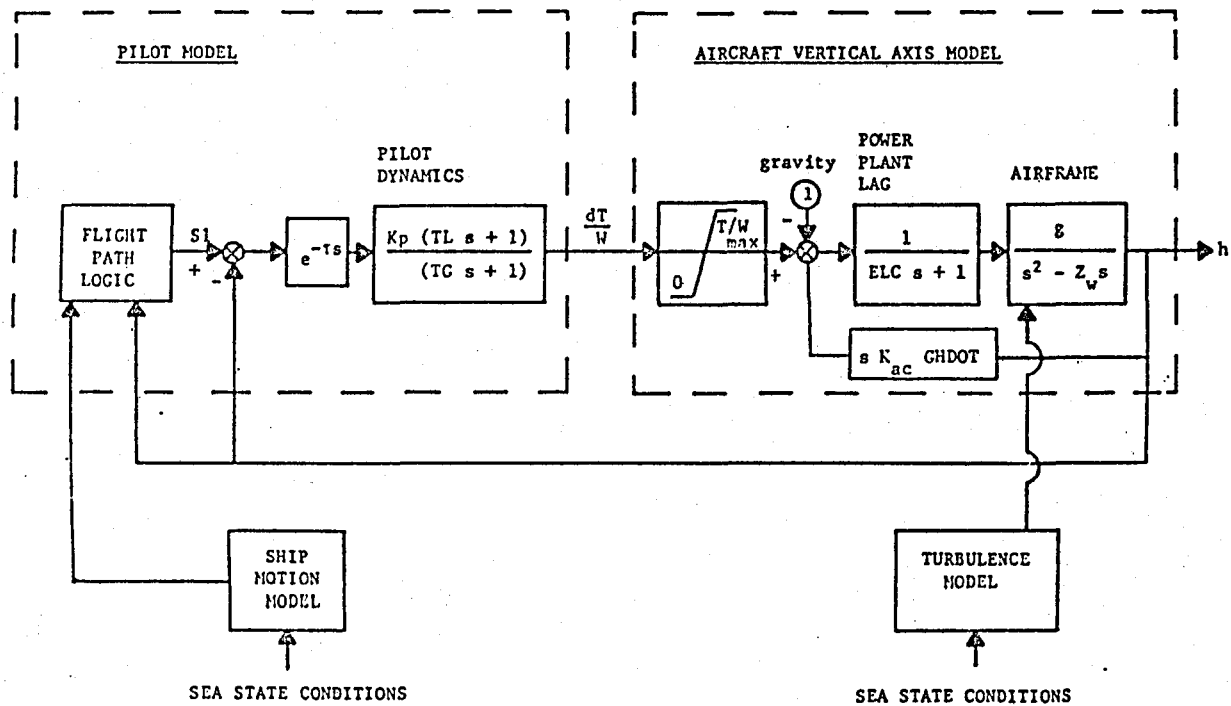 PILOT MODEL
AIRCRAFT VERTICAL AXIS MODEL
PILOT
DYNAMICS
gravity
1
POWER
PLANT
LAG
AIRFRAME
FLIGHT
PATH
LOGIC
S1
+
-
e^{-τs}
Kp (TL s + 1)
(TG s + 1)
dT
W
0
T/W
max
+
-
1
ELC s + 1
g
s² - Z_w s
h
s K_ac GHDOT
SHIP
MOTION
MODEL
TURBULENCE
MODEL
SEA STATE CONDITIONS
SEA STATE CONDITIONS